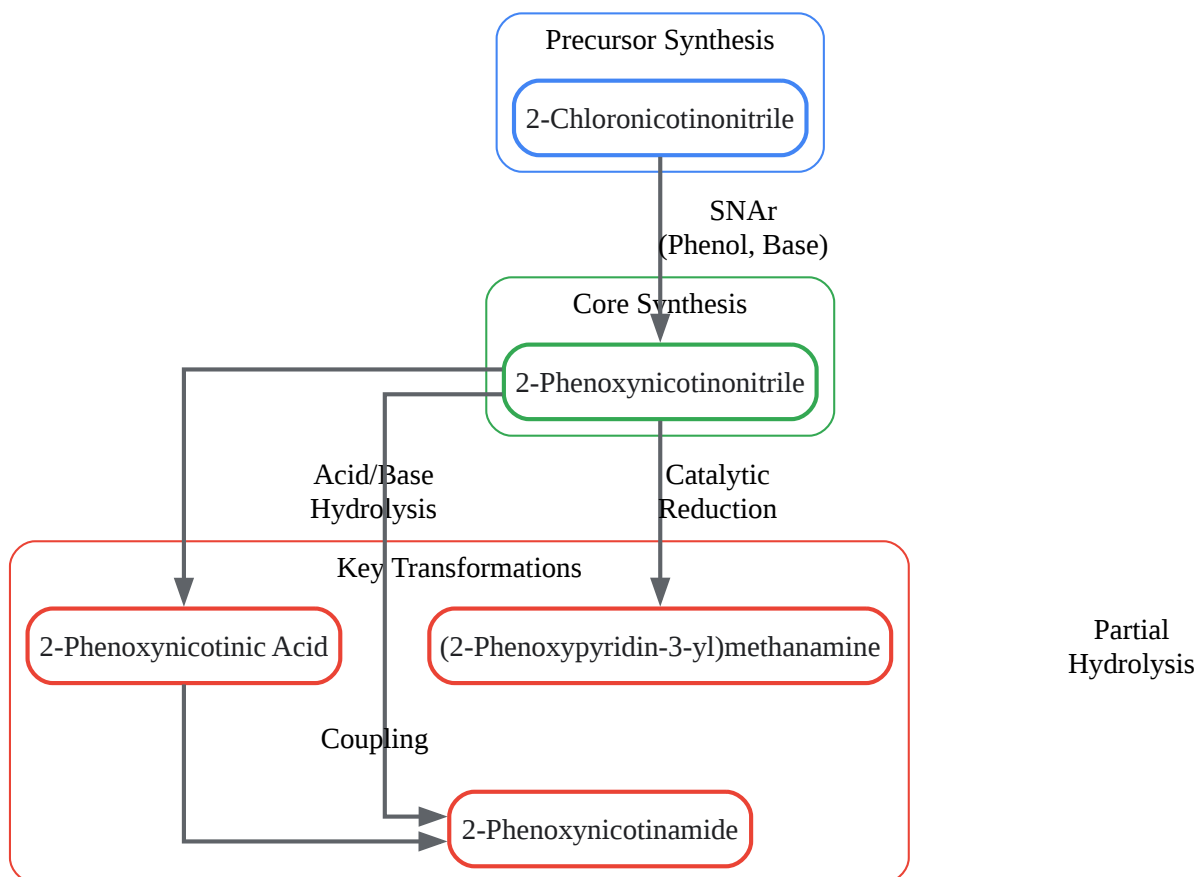 Precursor Synthesis
2-Chloronicotinonitrile
SNAr
(Phenol, Base)
Core Synthesis
2-Phenoxynicotinonitrile
Acid/Base
Hydrolysis
Catalytic
Reduction
Key Transformations
2-Phenoxynicotinic Acid
(2-Phenoxypyridin-3-yl)methanamine
Partial
Hydrolysis
Coupling
2-Phenoxynicotinamide